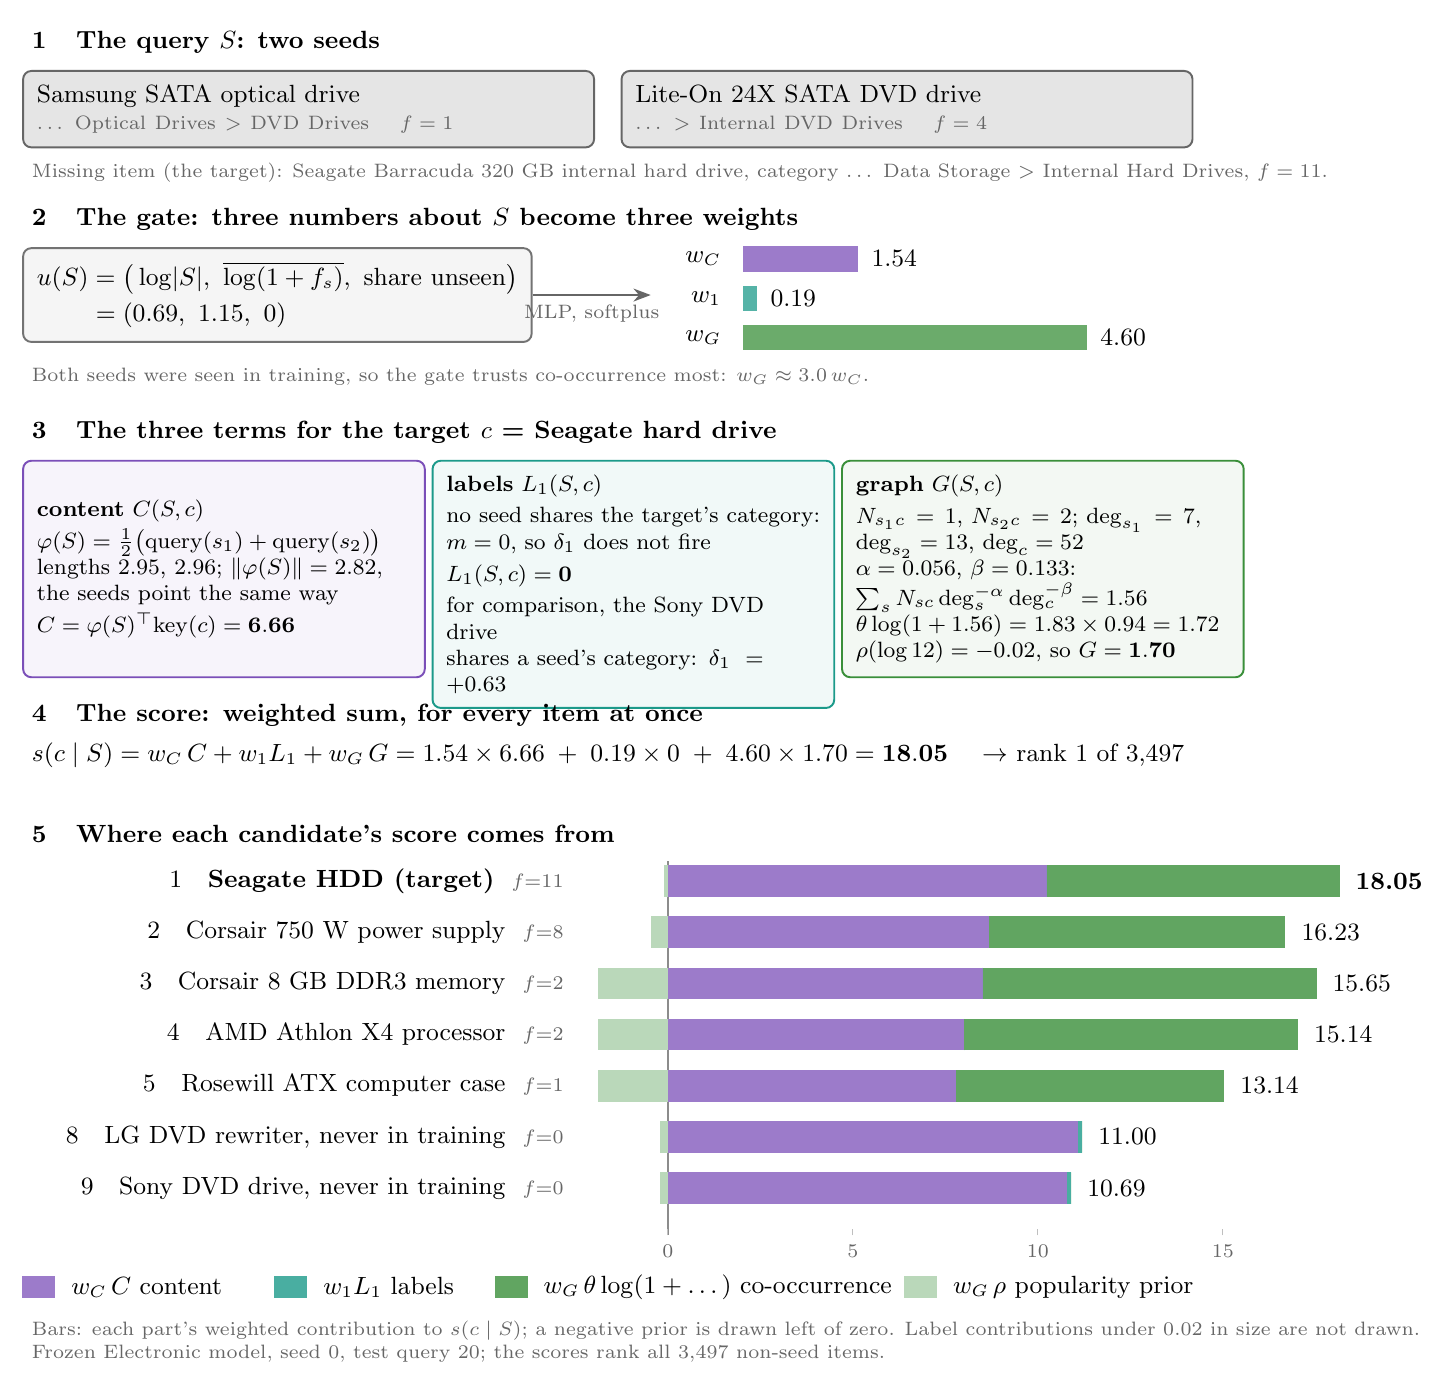 1 The query S: two seeds
Samsung SATA optical drive
... Optical Drives > DVD Drives f = 1
Lite-On 24X SATA DVD drive
... > Internal DVD Drives f = 4
Missing item (the target): Seagate Barracuda 320 GB internal hard drive, category ... Data Storage > Internal Hard Drives, f = 11.
2 The gate: three numbers about S become three weights
u(S) = (log|S|, \overline{log(1 + f_s)}, share unseen)
= (0.69, 1.15, 0)
MLP, softplus
w_C 1.54
w_1 0.19
w_G 4.60
Both seeds were seen in training, so the gate trusts co-occurrence most: w_G ≈ 3.0 w_C.
3 The three terms for the target c = Seagate hard drive
content C(S, c)
φ(S) = ½(query(s₁) + query(s₂))
lengths 2.95, 2.96; ‖φ(S)‖ = 2.82,
the seeds point the same way
C = φ(S)^⊤key(c) = 6.66
labels L₁(S, c)
no seed shares the target's category:
m = 0, so δ₁ does not fire
L₁(S, c) = 0
for comparison, the Sony DVD
drive
shares a seed's category: δ₁ =
+0.63
graph G(S, c)
N_{s₁c} = 1, N_{s₂c} = 2; deg_{s₁} = 7,
deg_{s₂} = 13, deg_c = 52
α = 0.056, β = 0.133:
∑_s N_{sc} deg_s^{−α} deg_c^{−β} = 1.56
θ log(1 + 1.56) = 1.83 × 0.94 = 1.72
ρ(log 12) = −0.02, so G = 1.70
4 The score: weighted sum, for every item at once
s(c | S) = w_C C + w₁L₁ + w_G G = 1.54 × 6.66 + 0.19 × 0 + 4.60 × 1.70 = 18.05 → rank 1 of 3,497
5 Where each candidate's score comes from
1 Seagate HDD (target) f=11 18.05
2 Corsair 750 W power supply f=8 16.23
3 Corsair 8 GB DDR3 memory f=2 15.65
4 AMD Athlon X4 processor f=2 15.14
5 Rosewill ATX computer case f=1 13.14
8 LG DVD rewriter, never in training f=0 11.00
9 Sony DVD drive, never in training f=0 10.69
0 5 10 15
w_C C content w₁L₁ labels w_G θ log(1 + ...) co-occurrence w_G ρ popularity prior
Bars: each part's weighted contribution to s(c | S); a negative prior is drawn left of zero. Label contributions under 0.02 in size are not drawn.
Frozen Electronic model, seed 0, test query 20; the scores rank all 3,497 non-seed items.